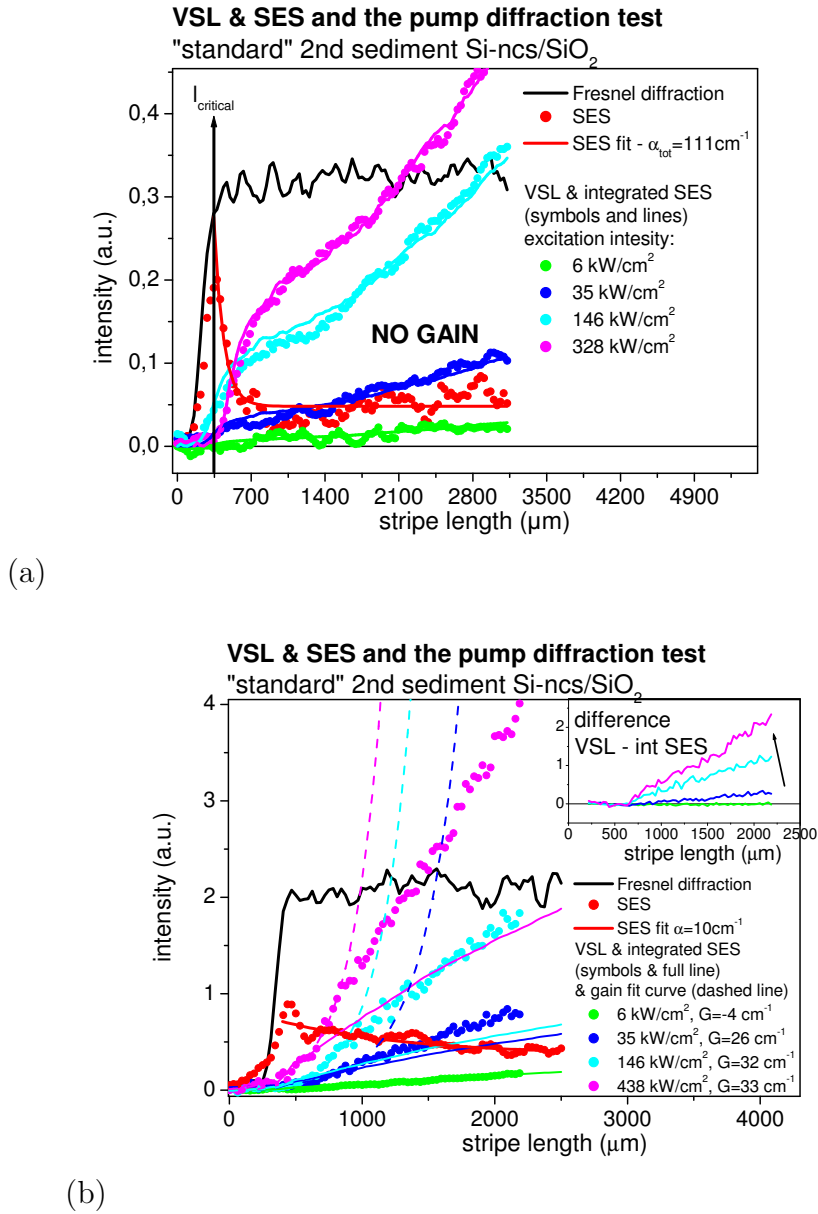 VSL & SES and the pump diffraction test
"standard" 2nd sediment Si-ncs/SiO2
0,4
0,3
0,2
0,1
0,0
intensity (a.u.)
lcritical
Fresnel diffraction
SES
SES fit - αtot=111cm⁻¹
VSL & integrated SES
(symbols and lines)
excitation intesity:
6 kW/cm²
35 kW/cm²
146 kW/cm²
328 kW/cm²
NO GAIN
0 700 1400 2100 2800 3500 4200 4900
stripe length (µm)
(a)
VSL & SES and the pump diffraction test
"standard" 2nd sediment Si-ncs/SiO2
4
3
2
1
0
intensity (a.u.)
difference
VSL - int SES
2
1
0
0 500 1000 1500 2000 2500
stripe length (µm)
Fresnel diffraction
SES
SES fit α=10cm⁻¹
VSL & integrated SES
(symbols & full line)
& gain fit curve (dashed line)
6 kW/cm², G=-4 cm⁻¹
35 kW/cm², G=26 cm⁻¹
146 kW/cm², G=32 cm⁻¹
438 kW/cm², G=33 cm⁻¹
0 1000 2000 3000 4000
stripe length (µm)
(b)